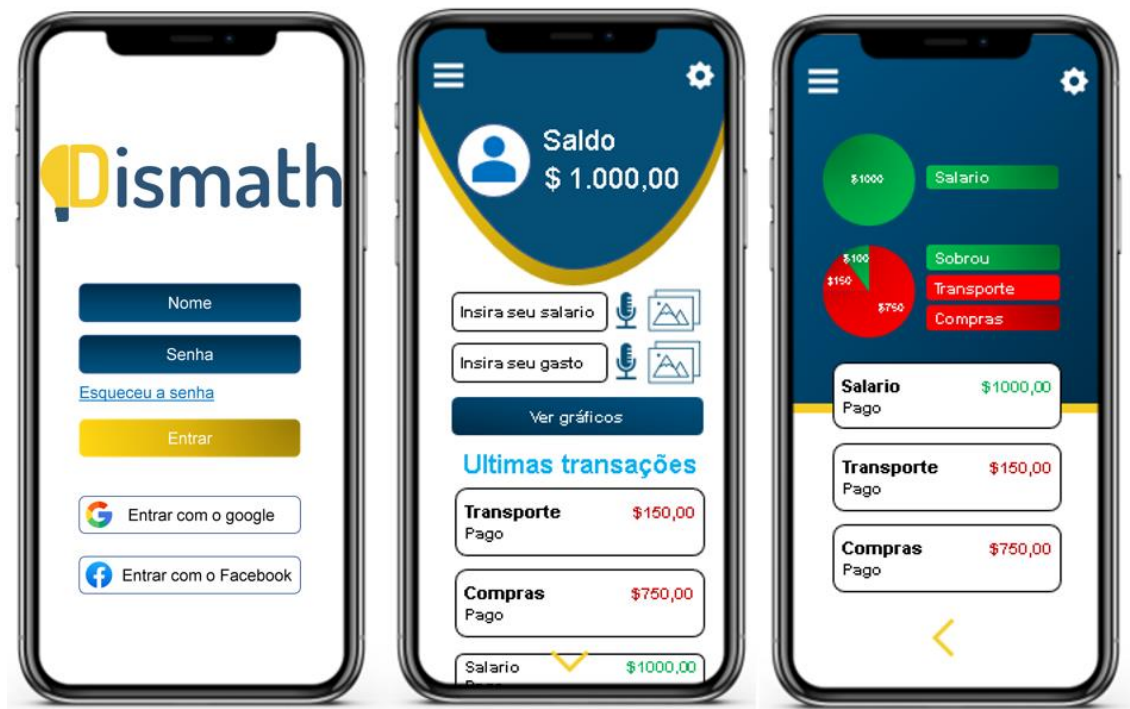 Dismath
Nome
Senha
Esqueceu a senha
Entrar
Entrar com o google
Entrar com o Facebook
Saldo
$ 1.000,00
Insira seu salario
Insira seu gasto
Ver gráficos
Ultimas transações
Transporte $150,00
Pago
Compras $750,00
Pago
Salario $1000,00
$1000 Salario
$100 Sobrou
$150 Transporte
$750 Compras
Salario $1000,00
Pago
Transporte $150,00
Pago
Compras $750,00
Pago